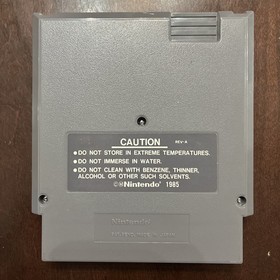 CAUTION REV-A
• DO NOT STORE IN EXTREME TEMPERATURES.
• DO NOT IMMERSE IN WATER.
• DO NOT CLEAN WITH BENZENE, THINNER,
ALCOHOL OR OTHER SUCH SOLVENTS.
©Nintendo® 1985
Nintendo